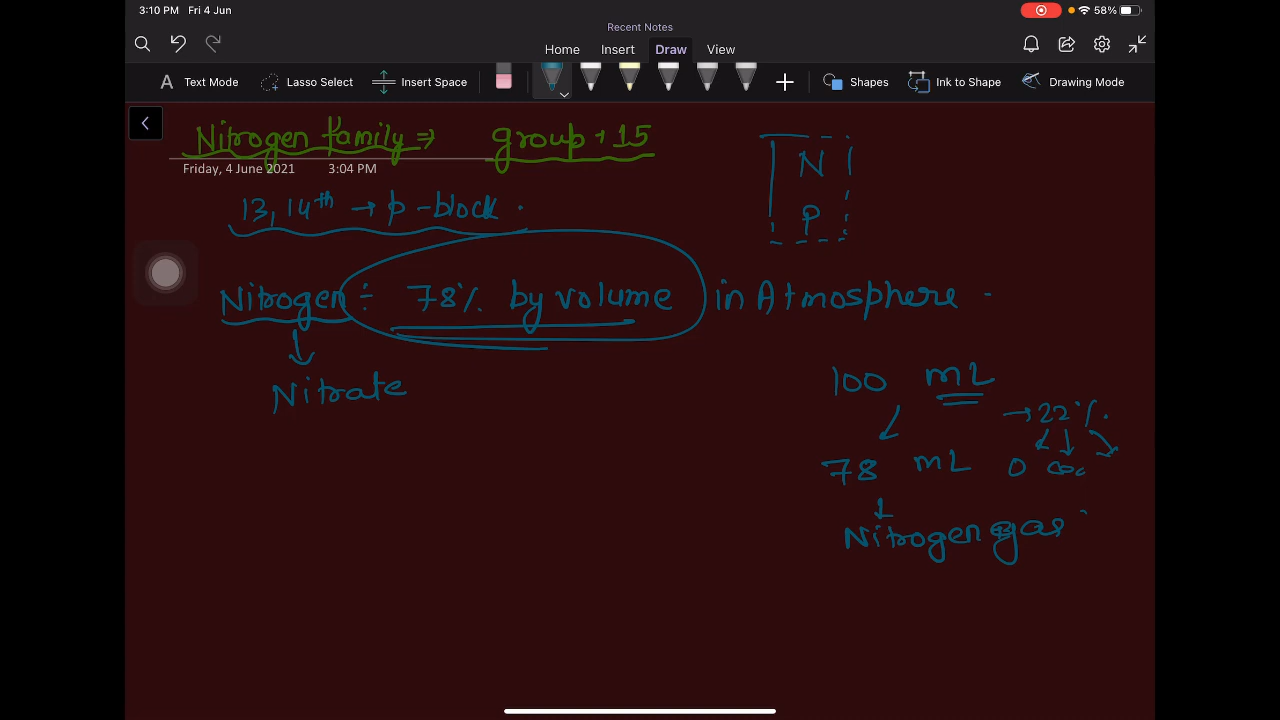 3:10 PM Fri 4 Jun 58%
Recent Notes
Home Insert Draw View
Text Mode Lasso Select Insert Space Shapes Ink to Shape Drawing Mode
Nitrogen family ⇒ group + 15
Friday, 4 June 2021 3:04 PM
N
P
13, 14th → p-block.
Nitrogen ÷ 78% by volume in Atmosphere
Nitrate
100 mL
→ 22%.
78 mL O
Nitrogen gas